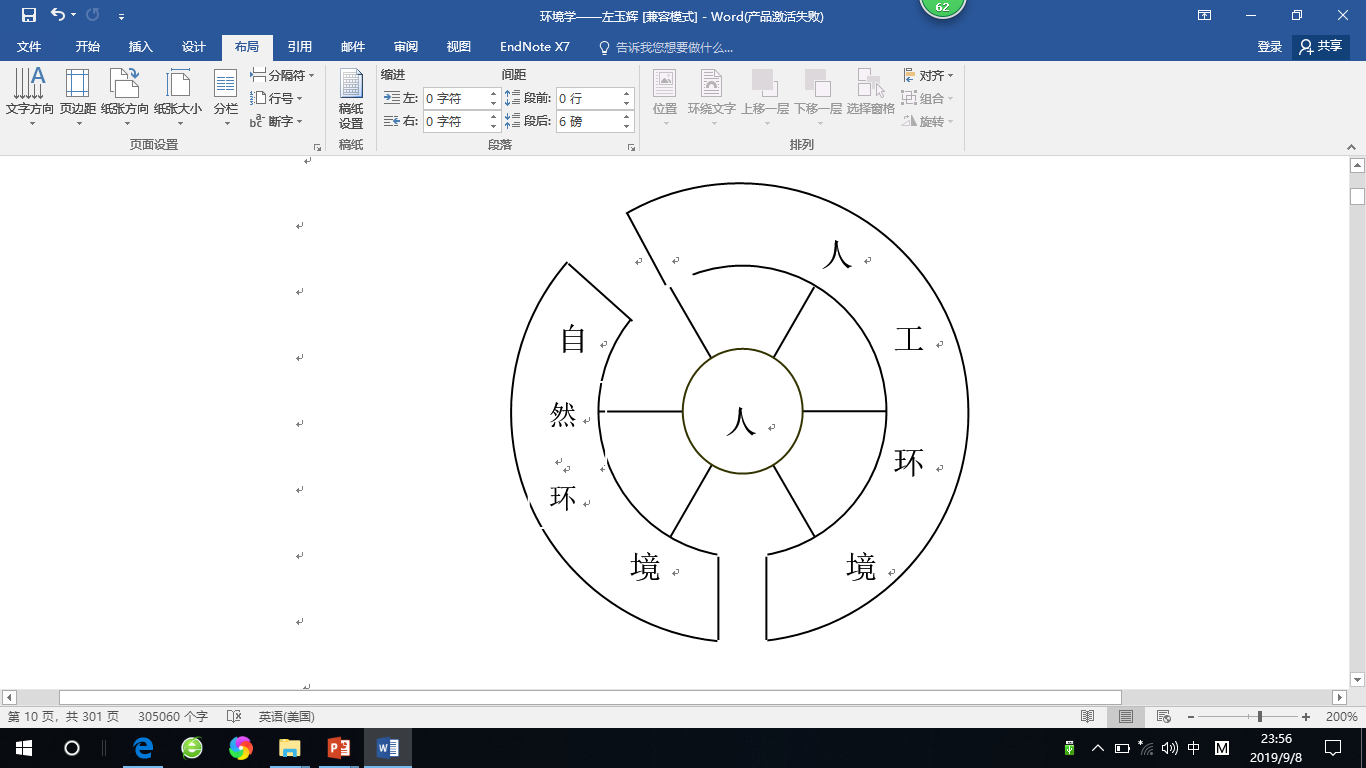 62
环境学——左玉辉 [兼容模式] - Word(产品激活失败)
文件 开始 插入 设计 布局 引用 邮件 审阅 视图 EndNote X7 告诉我您想要做什么... 登录 共享
文字方向 页边距 纸张方向 纸张大小 分栏
分隔符
行号
断字
页面设置
稿纸
设置
稿纸
缩进 间距
左: 0 字符 段前: 0 行
右: 0 字符 段后: 6 磅
段落
位置 环绕文字 上移一层 下移一层 选择窗格
对齐
组合
旋转
排列
人
工
环
境
自
然
环
境
人
第 10 页，共 301 页 305060 个字 英语(美国) 200%
中 M 23:56
2019/9/8